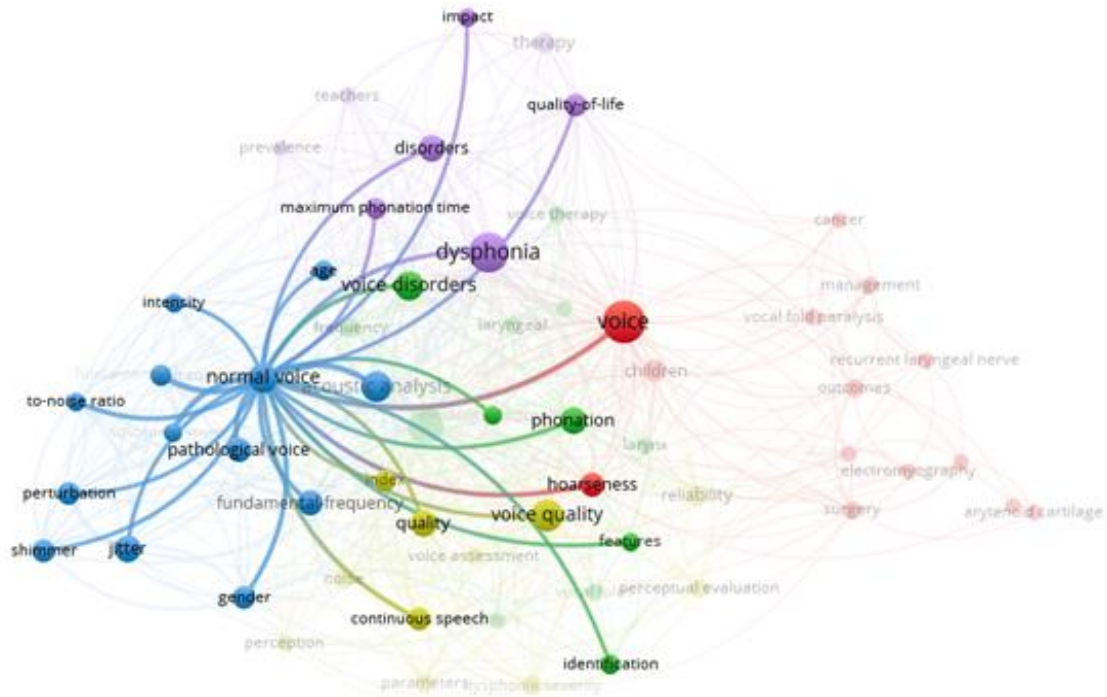 impact
therapy
teachers
quality-of-life
prevalence
disorders
maximum phonation time
voice therapy
cancer
dysphonia
age
voice disorders
management
intensity
frequency
laryngeal
voice
vocal fold paralysis
recurrent laryngeal nerve
children
normal voice
acoustic analysis
outcomes
to-noise ratio
phonation
larynx
pathological voice
electromyography
index
hoarseness
perturbation
fundamental-frequency
reliability
quality
voice quality
surgery
arytenoid cartilage
shimmer
jitter
features
voice assessment
noise
perceptual evaluation
gender
continuous speech
perception
identification
parameters
dysphonic severity